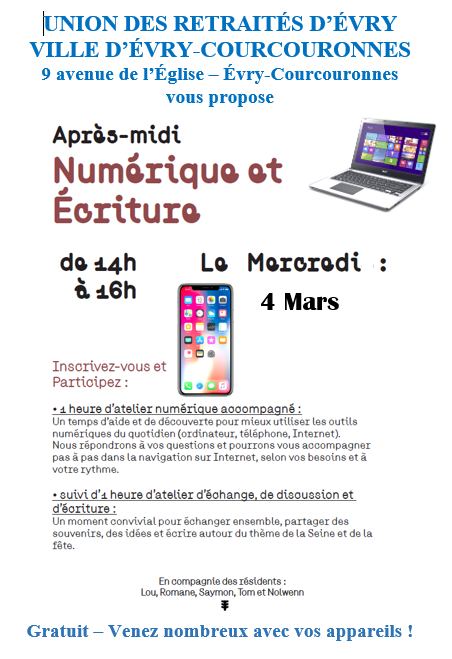 UNION DES RETRAITÉS D'ÉVRY
VILLE D'ÉVRY-COURCOURONNES
9 avenue de l'Église – Évry-Courcouronnes
vous propose
Après-midi
Numérique et
Écriture
de 14h
à 16h
Le Mercredi :
4 Mars
Inscrivez-vous et
Participez :
• 1 heure d'atelier numérique accompagné :
Un temps d'aide et de découverte pour mieux utiliser les outils
numériques du quotidien (ordinateur, téléphone, Internet).
Nous répondrons à vos questions et pourrons vous accompagner
pas à pas dans la navigation sur Internet, selon vos besoins et à
votre rythme.
• suivi d'1 heure d'atelier d'échange, de discussion et
d'écriture :
Un moment convivial pour échanger ensemble, partager des
souvenirs, des idées et écrire autour du thème de la Seine et de la
fête.
En compagnie des résidents :
Lou, Romane, Saymon, Tom et Nolwenn
Gratuit – Venez nombreux avec vos appareils !